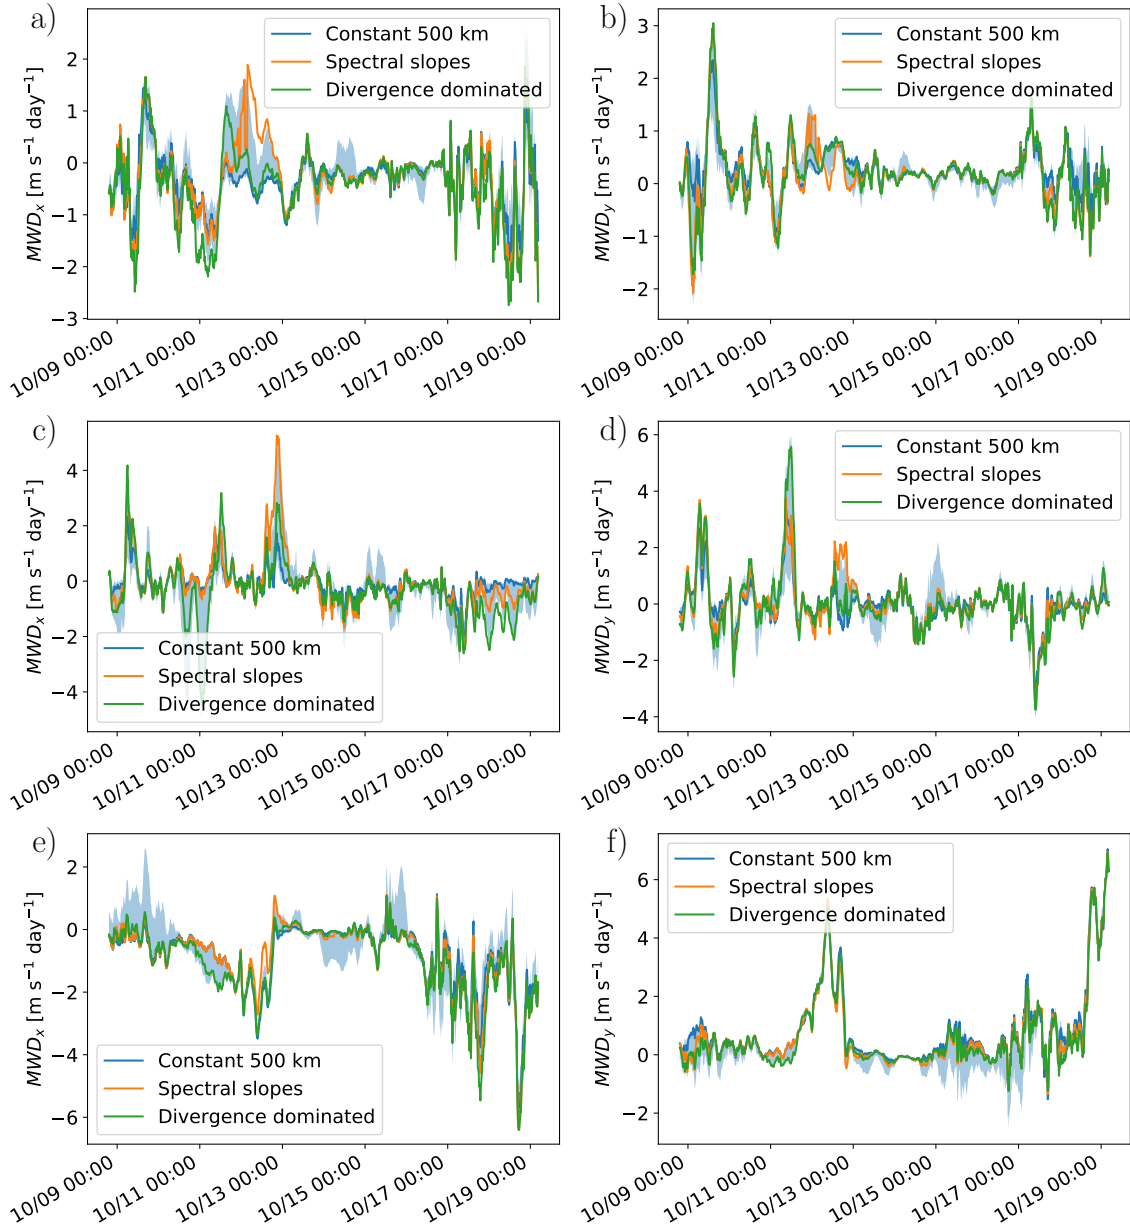 a)
Constant 500 km
Spectral slopes
Divergence dominated
MWDₓ [m s⁻¹ day⁻¹]
2
1
0
−1
−2
−3
10/09 00:00
10/11 00:00
10/13 00:00
10/15 00:00
10/17 00:00
10/19 00:00
b)
Constant 500 km
Spectral slopes
Divergence dominated
MWD_y [m s⁻¹ day⁻¹]
3
2
1
0
−1
−2
10/09 00:00
10/11 00:00
10/13 00:00
10/15 00:00
10/17 00:00
10/19 00:00
c)
MWDₓ [m s⁻¹ day⁻¹]
4
2
0
−2
−4
Constant 500 km
Spectral slopes
Divergence dominated
10/09 00:00
10/11 00:00
10/13 00:00
10/15 00:00
10/17 00:00
10/19 00:00
d)
Constant 500 km
Spectral slopes
Divergence dominated
MWD_y [m s⁻¹ day⁻¹]
6
4
2
0
−2
−4
10/09 00:00
10/11 00:00
10/13 00:00
10/15 00:00
10/17 00:00
10/19 00:00
e)
MWDₓ [m s⁻¹ day⁻¹]
2
0
−2
−4
−6
Constant 500 km
Spectral slopes
Divergence dominated
10/09 00:00
10/11 00:00
10/13 00:00
10/15 00:00
10/17 00:00
10/19 00:00
f)
Constant 500 km
Spectral slopes
Divergence dominated
MWD_y [m s⁻¹ day⁻¹]
6
4
2
0
−2
10/09 00:00
10/11 00:00
10/13 00:00
10/15 00:00
10/17 00:00
10/19 00:00